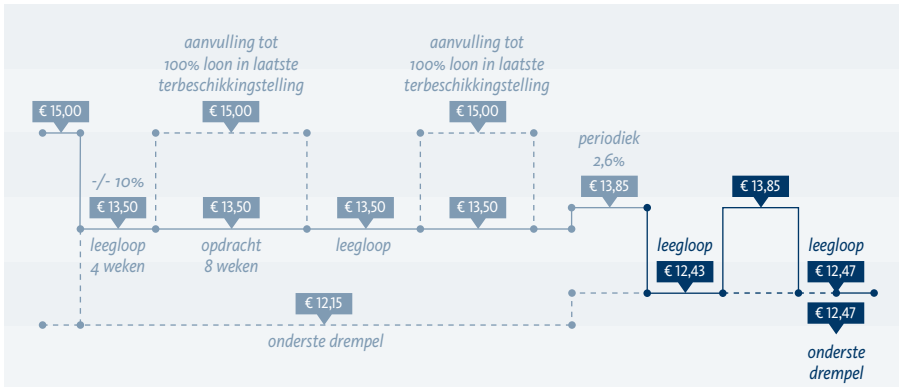 aanvulling tot
100% loon in laatste
terbeschikkingstelling
aanvulling tot
100% loon in laatste
terbeschikkingstelling
€ 15,00
€ 15,00
€ 15,00
periodiek
2,6%
-/- 10%
€ 13,85
€ 13,85
€ 13,50
€ 13,50
€ 13,50
€ 13,50
leegloop
4 weken
opdracht
8 weken
leegloop
leegloop
leegloop
€ 12,43
€ 12,47
€ 12,15
€ 12,47
onderste drempel
onderste
drempel